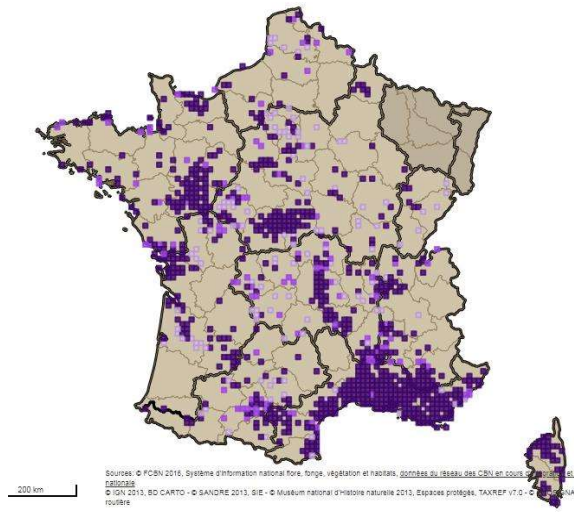 Sources: © FCBN 2016, Système d'information national flore, fonge, végétation et habitats, données du réseau des CBN en cours
nationale
200 km
© IGN 2013, BD CARTO - © SANDRE 2013, SIE - © Muséum national d'Histoire naturelle 2013, Espaces protégés, TAXREF v7.0 - ©
routière